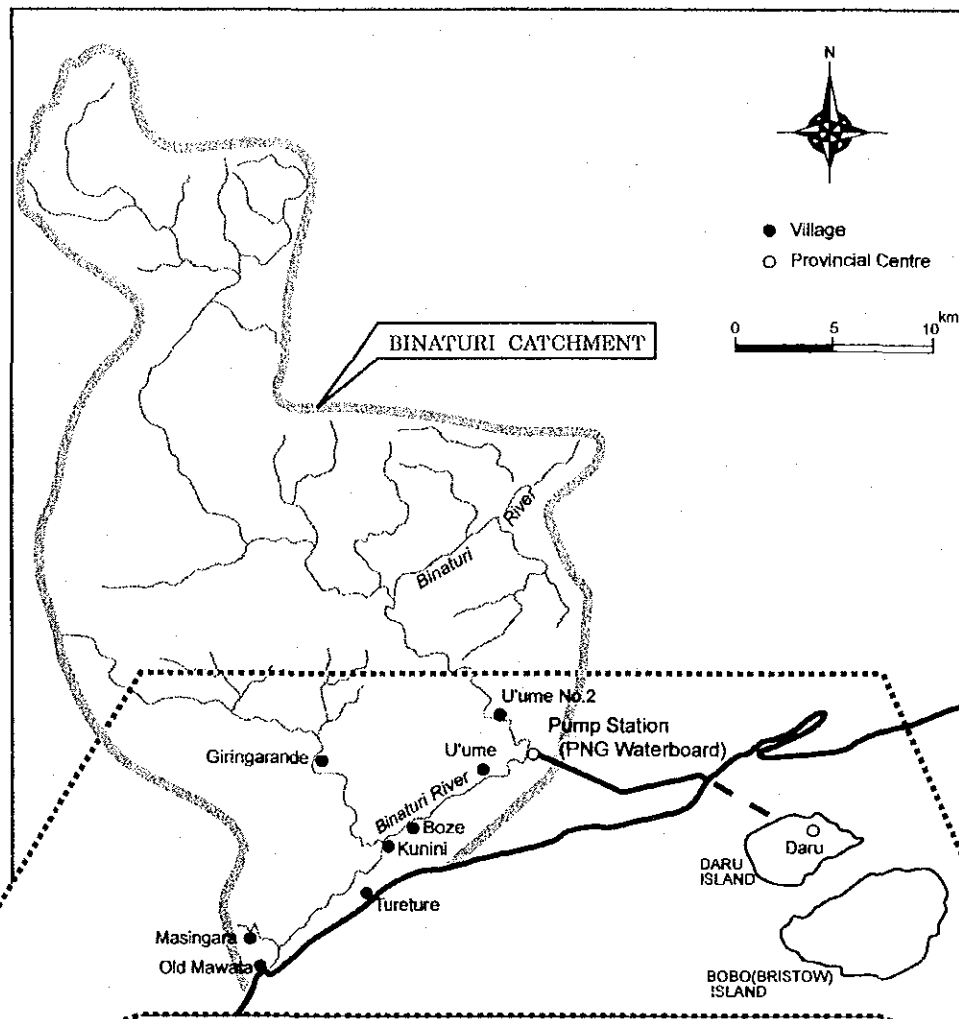 N
Village
Provincial Centre
0 5 10 km
BINATURI CATCHMENT
Binaturi River
U'ume No.2
Pump Station
(PNG Waterboard)
Giringarande
U'ume
Binaturi River
Boze
Kunini
Daru
DARU
ISLAND
Tureture
Masingara
Old Mawata
BOBO(BRISTOW)
ISLAND